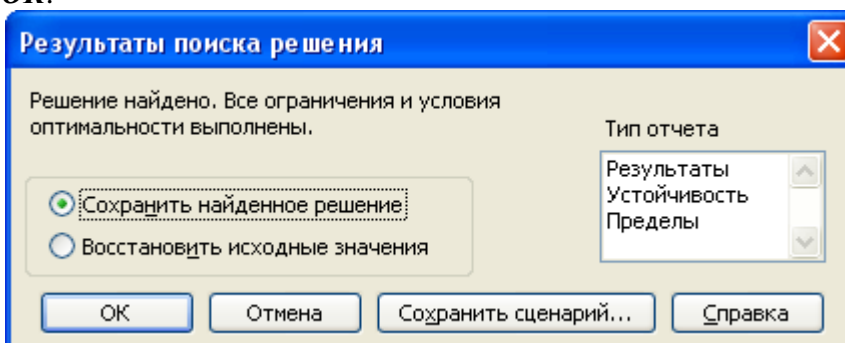 ОК.
Результаты поиска решения
Решение найдено. Все ограничения и условия
оптимальности выполнены.
Тип отчета
Результаты
Устойчивость
Пределы
Сохранить найденное решение
Восстановить исходные значения
ОК
Отмена
Сохранить сценарий...
Справка